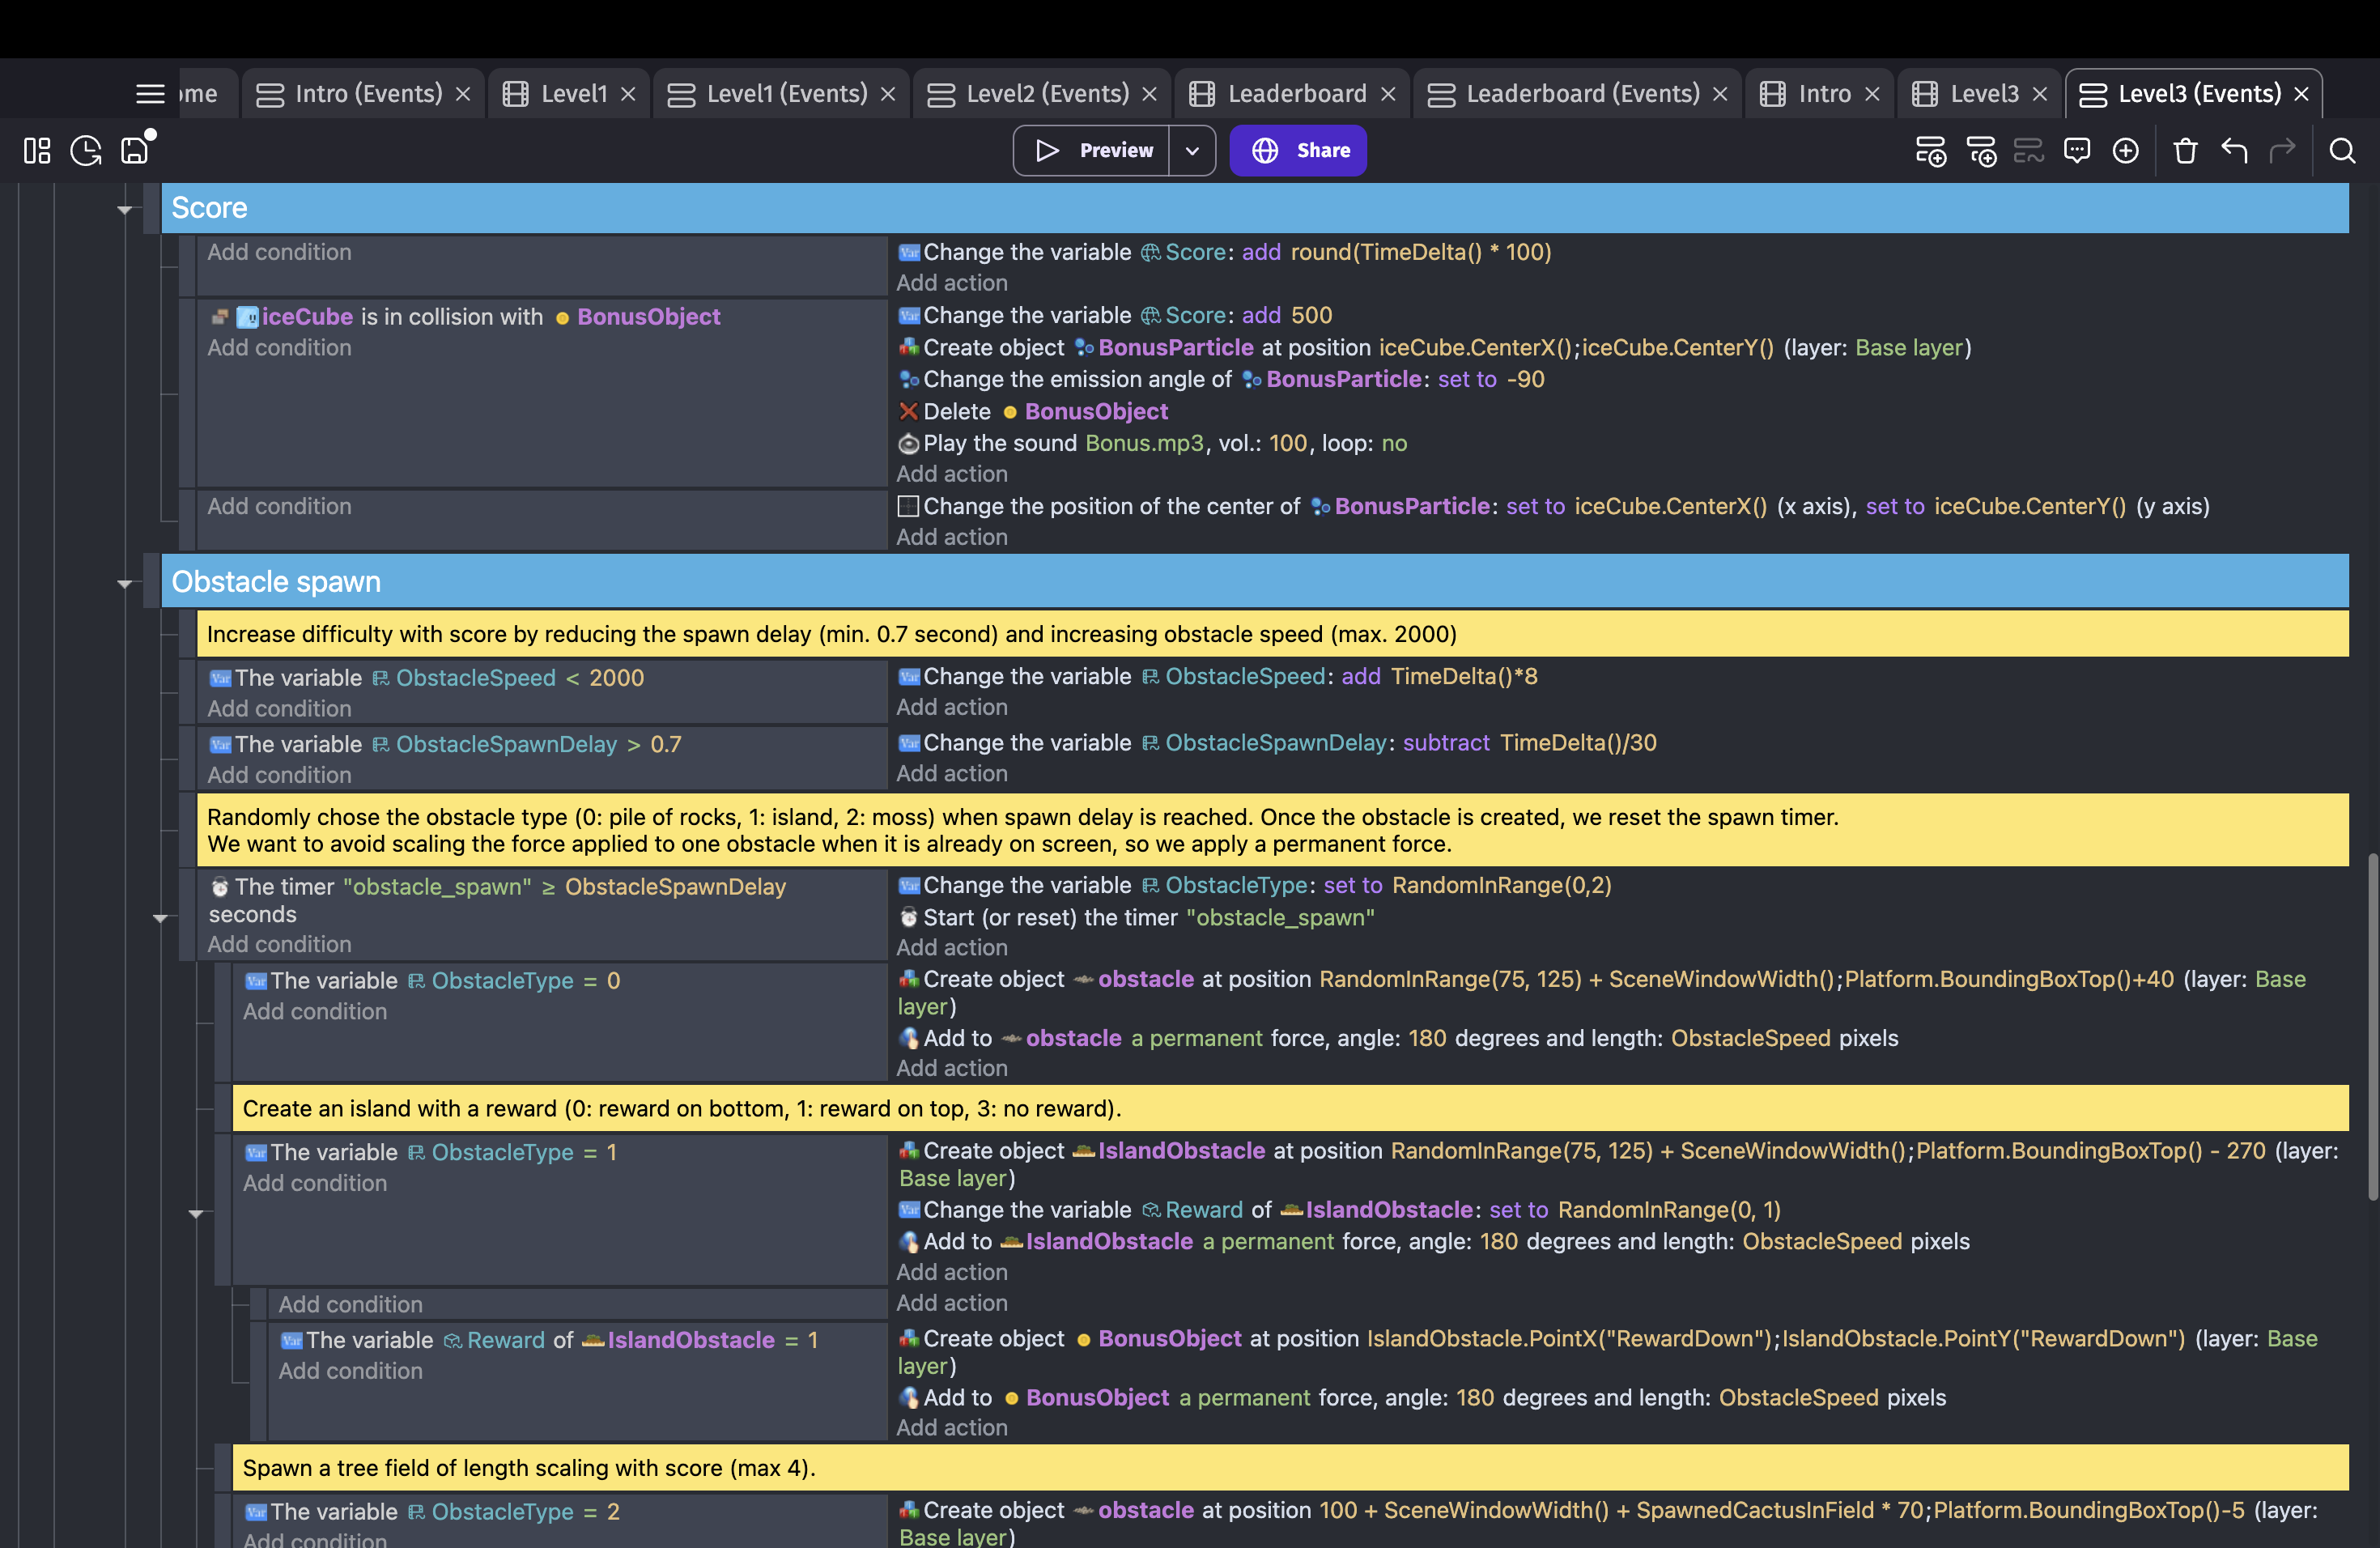 ome Intro (Events) Level1 Level1 (Events) Level2 (Events) Leaderboard Leaderboard (Events) Intro Level3 Level3 (Events)
Preview Share
Score
Add condition
Change the variable Score: add round(TimeDelta() * 100)
Add action
iceCube is in collision with BonusObject
Add condition
Change the variable Score: add 500
Create object BonusParticle at position iceCube.CenterX();iceCube.CenterY() (layer: Base layer)
Change the emission angle of BonusParticle: set to -90
Delete BonusObject
Play the sound Bonus.mp3, vol.: 100, loop: no
Add action
Add condition
Change the position of the center of BonusParticle: set to iceCube.CenterX() (x axis), set to iceCube.CenterY() (y axis)
Add action
Obstacle spawn
Increase difficulty with score by reducing the spawn delay (min. 0.7 second) and increasing obstacle speed (max. 2000)
The variable ObstacleSpeed < 2000
Add condition
Change the variable ObstacleSpeed: add TimeDelta()*8
Add action
The variable ObstacleSpawnDelay > 0.7
Add condition
Change the variable ObstacleSpawnDelay: subtract TimeDelta()/30
Add action
Randomly chose the obstacle type (0: pile of rocks, 1: island, 2: moss) when spawn delay is reached. Once the obstacle is created, we reset the spawn timer.
We want to avoid scaling the force applied to one obstacle when it is already on screen, so we apply a permanent force.
The timer "obstacle_spawn" ≥ ObstacleSpawnDelay
seconds
Add condition
Change the variable ObstacleType: set to RandomInRange(0,2)
Start (or reset) the timer "obstacle_spawn"
Add action
The variable ObstacleType = 0
Add condition
Create object obstacle at position RandomInRange(75, 125) + SceneWindowWidth();Platform.BoundingBoxTop()+40 (layer: Base
layer)
Add to obstacle a permanent force, angle: 180 degrees and length: ObstacleSpeed pixels
Add action
Create an island with a reward (0: reward on bottom, 1: reward on top, 3: no reward).
The variable ObstacleType = 1
Add condition
Create object IslandObstacle at position RandomInRange(75, 125) + SceneWindowWidth();Platform.BoundingBoxTop() - 270 (layer:
Base layer)
Change the variable Reward of IslandObstacle: set to RandomInRange(0, 1)
Add to IslandObstacle a permanent force, angle: 180 degrees and length: ObstacleSpeed pixels
Add action
Add condition
Add action
The variable Reward of IslandObstacle = 1
Add condition
Create object BonusObject at position IslandObstacle.PointX("RewardDown");IslandObstacle.PointY("RewardDown") (layer: Base
layer)
Add to BonusObject a permanent force, angle: 180 degrees and length: ObstacleSpeed pixels
Add action
Spawn a tree field of length scaling with score (max 4).
The variable ObstacleType = 2
Add condition
Create object obstacle at position 100 + SceneWindowWidth() + SpawnedCactusInField * 70;Platform.BoundingBoxTop()-5 (layer:
Base layer)